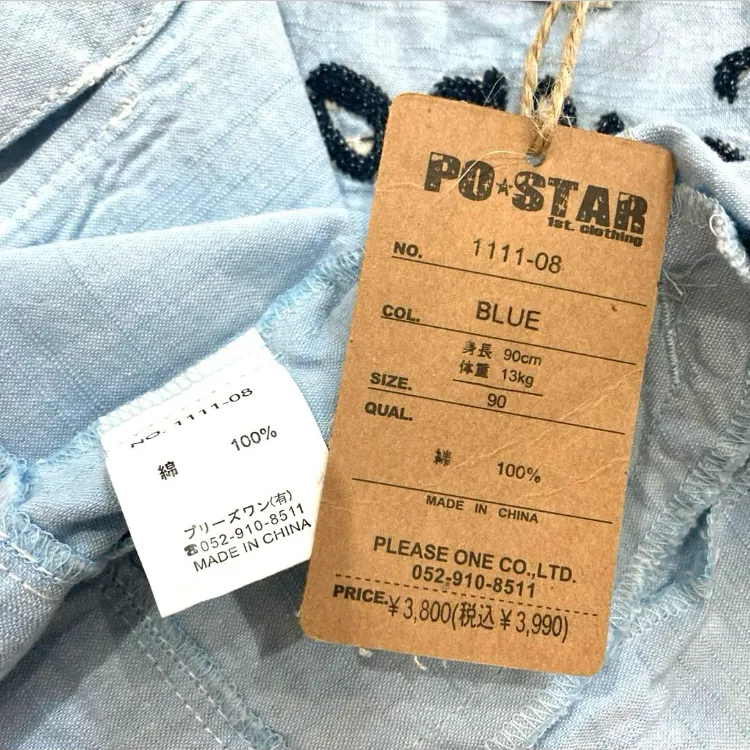 PO★STAR
1st. clothing
NO. 1111-08
COL. BLUE
身長 90cm
体重 13kg
SIZE. 90
QUAL.
綿 100%
MADE IN CHINA
PLEASE ONE CO.,LTD.
052-910-8511
PRICE. ¥3,800(税込¥3,990)
NO. 1111-08
綿 100%
プリーズワン(有)
☎052-910-8511
MADE IN CHINA